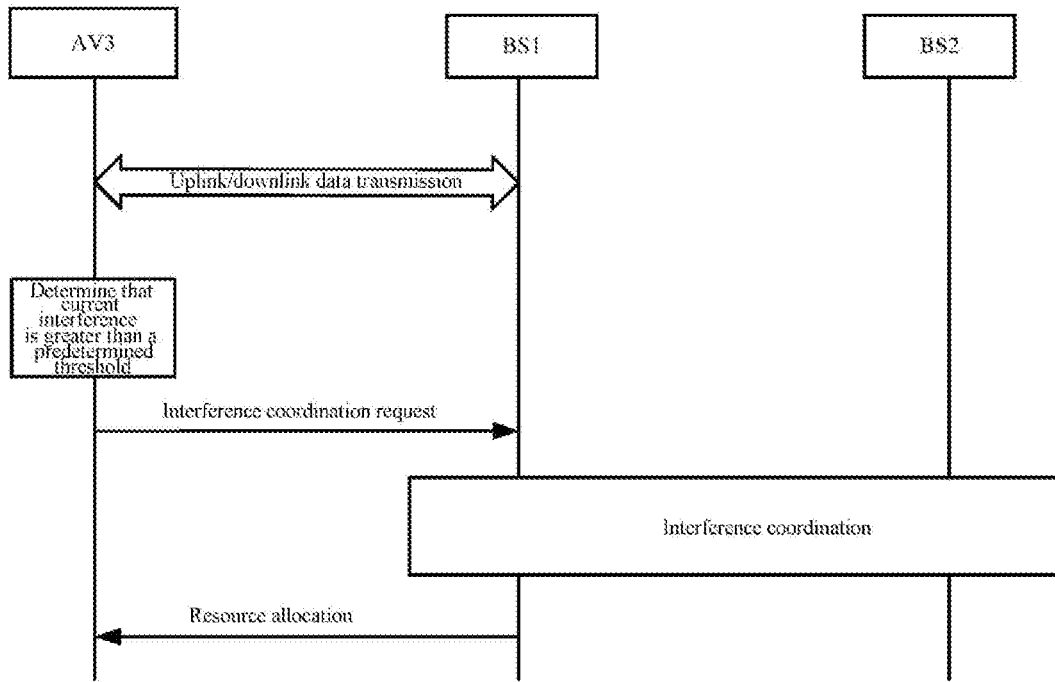 AV3
BS1
BS2
Uplink/downlink data transmission
Determine that
current
interference
is greater than a
predetermined
threshold
Interference coordination request
Interference coordination
Resource allocation